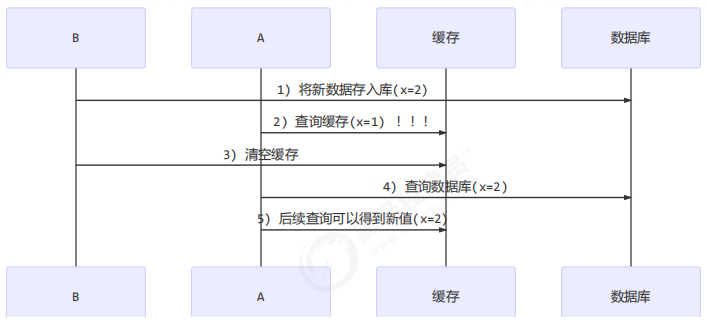 B A 缓存 数据库
1) 将新数据存入库(x=2)
2) 查询缓存(x=1) ！！！
3) 清空缓存
4) 查询数据库(x=2)
5) 后续查询可以得到新值(x=2)
B A 缓存 数据库